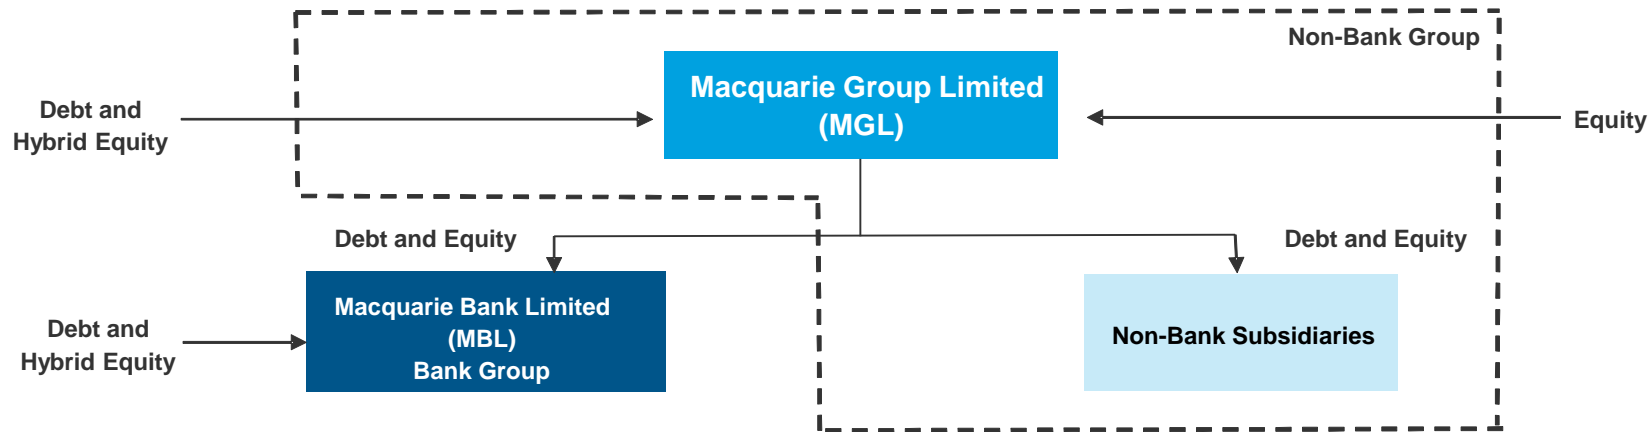 Non-Bank Group
Macquarie Group Limited
(MGL)
Debt and
Hybrid Equity
Equity
Debt and Equity
Debt and Equity
Macquarie Bank Limited
(MBL)
Bank Group
Debt and
Hybrid Equity
Non-Bank Subsidiaries